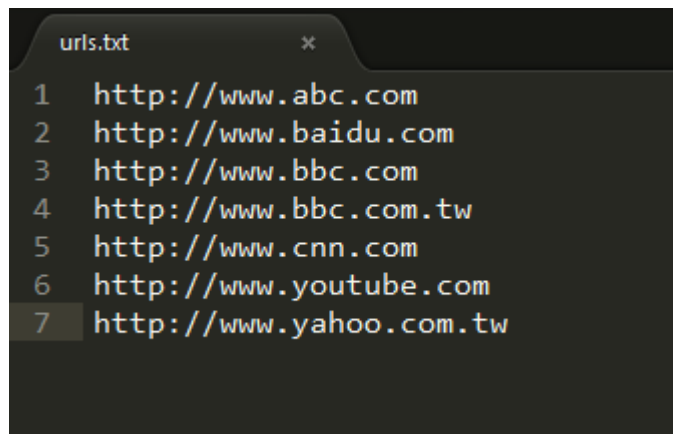 urls.txt ×
1 http://www.abc.com
2 http://www.baidu.com
3 http://www.bbc.com
4 http://www.bbc.com.tw
5 http://www.cnn.com
6 http://www.youtube.com
7 http://www.yahoo.com.tw